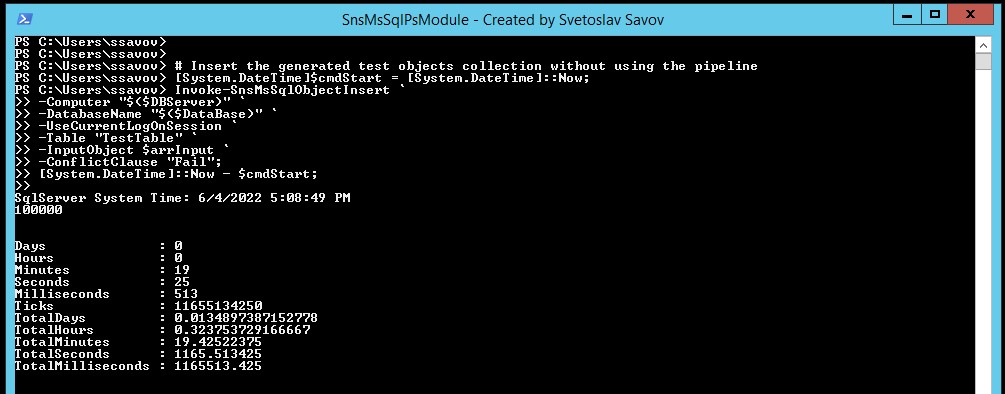 SnsMsSqlPsModule - Created by Svetoslav Savov
PS C:\Users\ssavov>
PS C:\Users\ssavov>
PS C:\Users\ssavov> # Insert the generated test objects collection without using the pipeline
PS C:\Users\ssavov> [System.DateTime]$cmdStart = [System.DateTime]::Now;
PS C:\Users\ssavov> Invoke-SnsMsSqlObjectInsert `
>> -Computer "$($DBServer)" `
>> -DatabaseName "$($DataBase)" `
>> -UseCurrentLogOnSession `
>> -Table "TestTable" `
>> -InputObject $arrInput `
>> -ConflictClause "Fail";
>> [System.DateTime]::Now - $cmdStart;
>>
SqlServer System Time: 6/4/2022 5:08:49 PM
100000
Days              : 0
Hours             : 0
Minutes           : 19
Seconds           : 25
Milliseconds      : 513
Ticks             : 11655134250
TotalDays         : 0.0134897387152778
TotalHours        : 0.323753729166667
TotalMinutes      : 19.42522375
TotalSeconds      : 1165.513425
TotalMilliseconds : 1165513.425